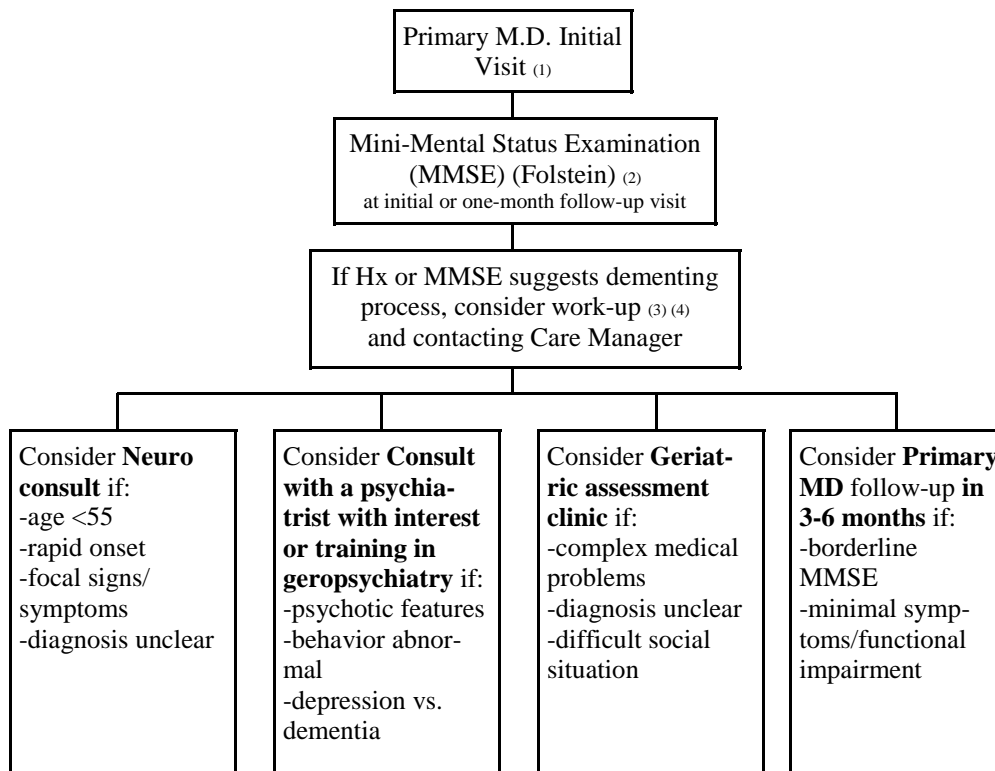 Primary M.D. Initial
Visit (1)
Mini-Mental Status Examination
(MMSE) (Folstein) (2)
at initial or one-month follow-up visit
If Hx or MMSE suggests dementing
process, consider work-up (3) (4)
and contacting Care Manager
Consider Neuro
consult if:
-age <55
-rapid onset
-focal signs/
symptoms
-diagnosis unclear
Consider Consult
with a psychia-
trist with interest
or training in
geropsychiatry if:
-psychotic features
-behavior abnor-
mal
-depression vs.
dementia
Consider Geriat-
ric assessment
clinic if:
-complex medical
problems
-diagnosis unclear
-difficult social
situation
Consider Primary
MD follow-up in
3-6 months if:
-borderline
MMSE
-minimal symp-
toms/functional
impairment